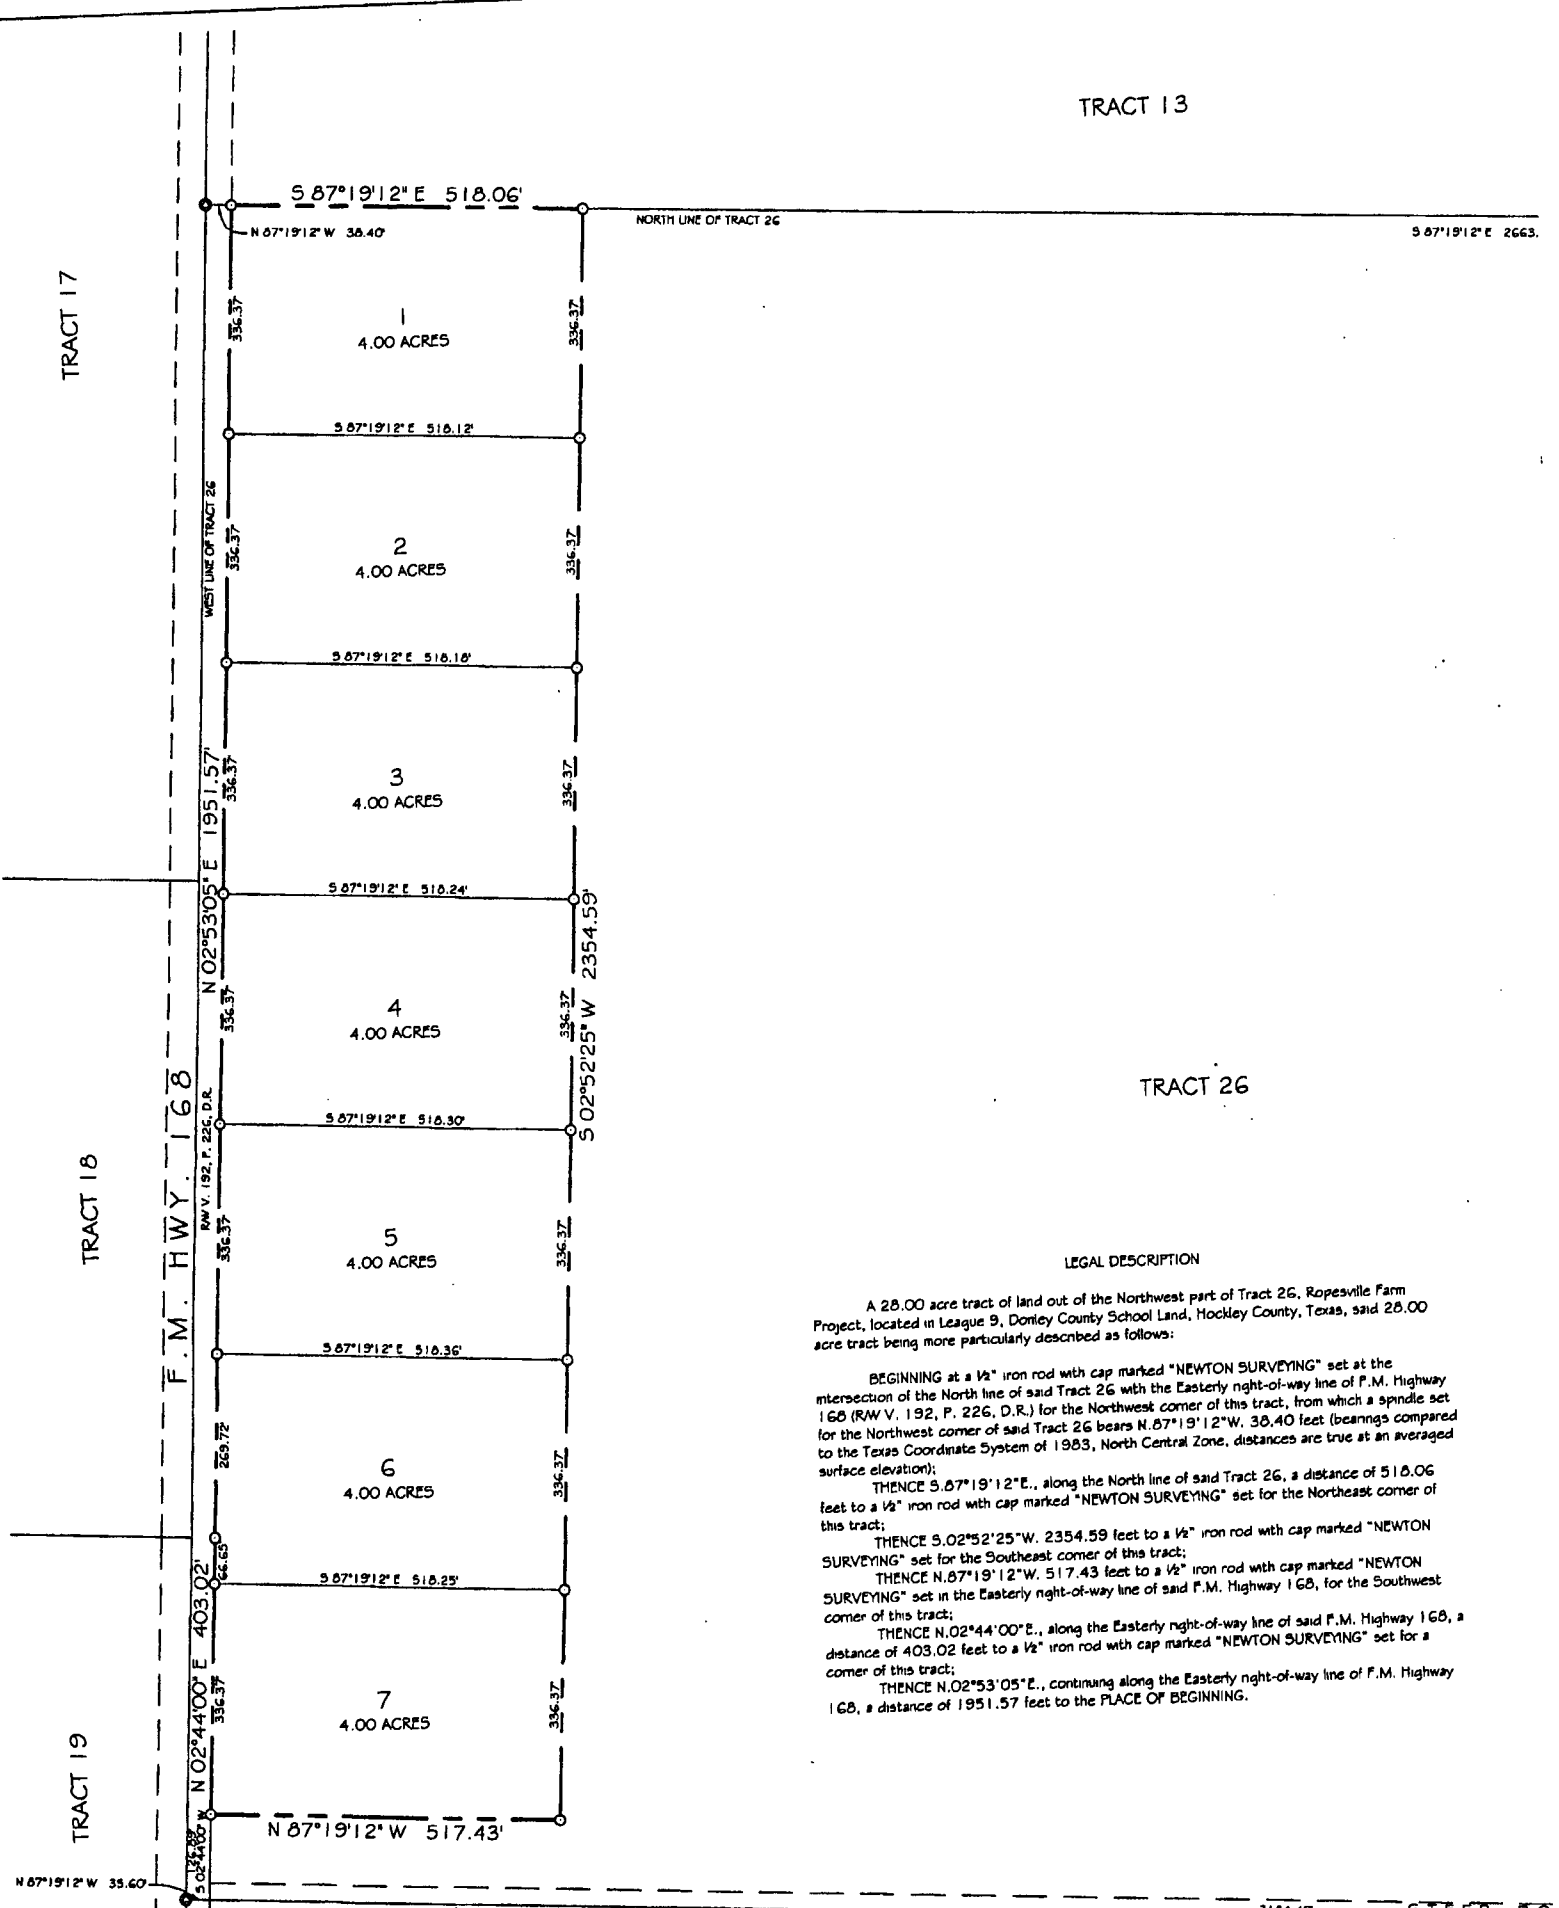 TRACT 13
S 87°19'12" E 518.06'
NORTH LINE OF TRACT 26
S 87°19'12" E 2663.
N 87°19'12" W 38.40'
TRACT 17
336.37'
1
4.00 ACRES
336.37'
S 87°19'12" E 518.12'
WEST LINE OF TRACT 26
336.37'
2
4.00 ACRES
336.37'
S 87°19'12" E 518.18'
N 02°53'05" E 1951.57'
336.37'
3
4.00 ACRES
336.37'
S 87°19'12" E 518.24'
S 02°52'25" W 2354.59'
336.37'
4
4.00 ACRES
336.37'
TRACT 26
F.M. HWY. 168
R/W V. 192, P. 226, D.R.
S 87°19'12" E 518.30'
TRACT 18
336.37'
5
4.00 ACRES
336.37'
S 87°19'12" E 518.36'
269.72'
6
4.00 ACRES
336.37'
66.65'
S 87°19'12" E 518.25'
N 02°44'00" E 403.02'
336.37'
7
4.00 ACRES
336.37'
TRACT 19
N 87°19'12" W 517.43'
S 02°44'00" W
N 87°19'12" W 35.60'
LEGAL DESCRIPTION
A 28.00 acre tract of land out of the Northwest part of Tract 26, Ropesville Farm
Project, located in League 9, Donley County School Land, Hockley County, Texas, said 28.00
acre tract being more particularly described as follows:
BEGINNING at a ½" iron rod with cap marked "NEWTON SURVEYING" set at the
intersection of the North line of said Tract 26 with the Easterly right-of-way line of F.M. Highway
168 (R/W V. 192, P. 226, D.R.) for the Northwest corner of this tract, from which a spindle set
for the Northwest corner of said Tract 26 bears N.87°19'12"W. 38.40 feet (bearings compared
to the Texas Coordinate System of 1983, North Central Zone, distances are true at an averaged
surface elevation);
THENCE S.87°19'12"E., along the North line of said Tract 26, a distance of 518.06
feet to a ½" iron rod with cap marked "NEWTON SURVEYING" set for the Northeast corner of
this tract;
THENCE S.02°52'25"W. 2354.59 feet to a ½" iron rod with cap marked "NEWTON
SURVEYING" set for the Southeast corner of this tract;
THENCE N.87°19'12"W. 517.43 feet to a ½" iron rod with cap marked "NEWTON
SURVEYING" set in the Easterly right-of-way line of said F.M. Highway 168, for the Southwest
corner of this tract;
THENCE N.02°44'00"E., along the Easterly right-of-way line of said F.M. Highway 168, a
distance of 403.02 feet to a ½" iron rod with cap marked "NEWTON SURVEYING" set for a
corner of this tract;
THENCE N.02°53'05"E., continuing along the Easterly right-of-way line of F.M. Highway
168, a distance of 1951.57 feet to the PLACE OF BEGINNING.